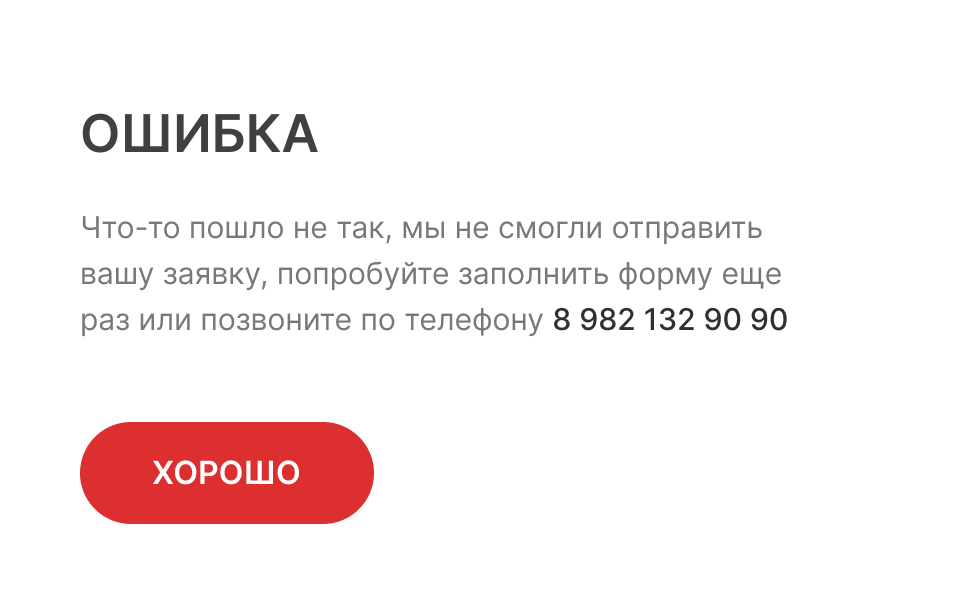 ОШИБКА
Что-то пошло не так, мы не смогли отправить
вашу заявку, попробуйте заполнить форму еще
раз или позвоните по телефону 8 982 132 90 90
ХОРОШО